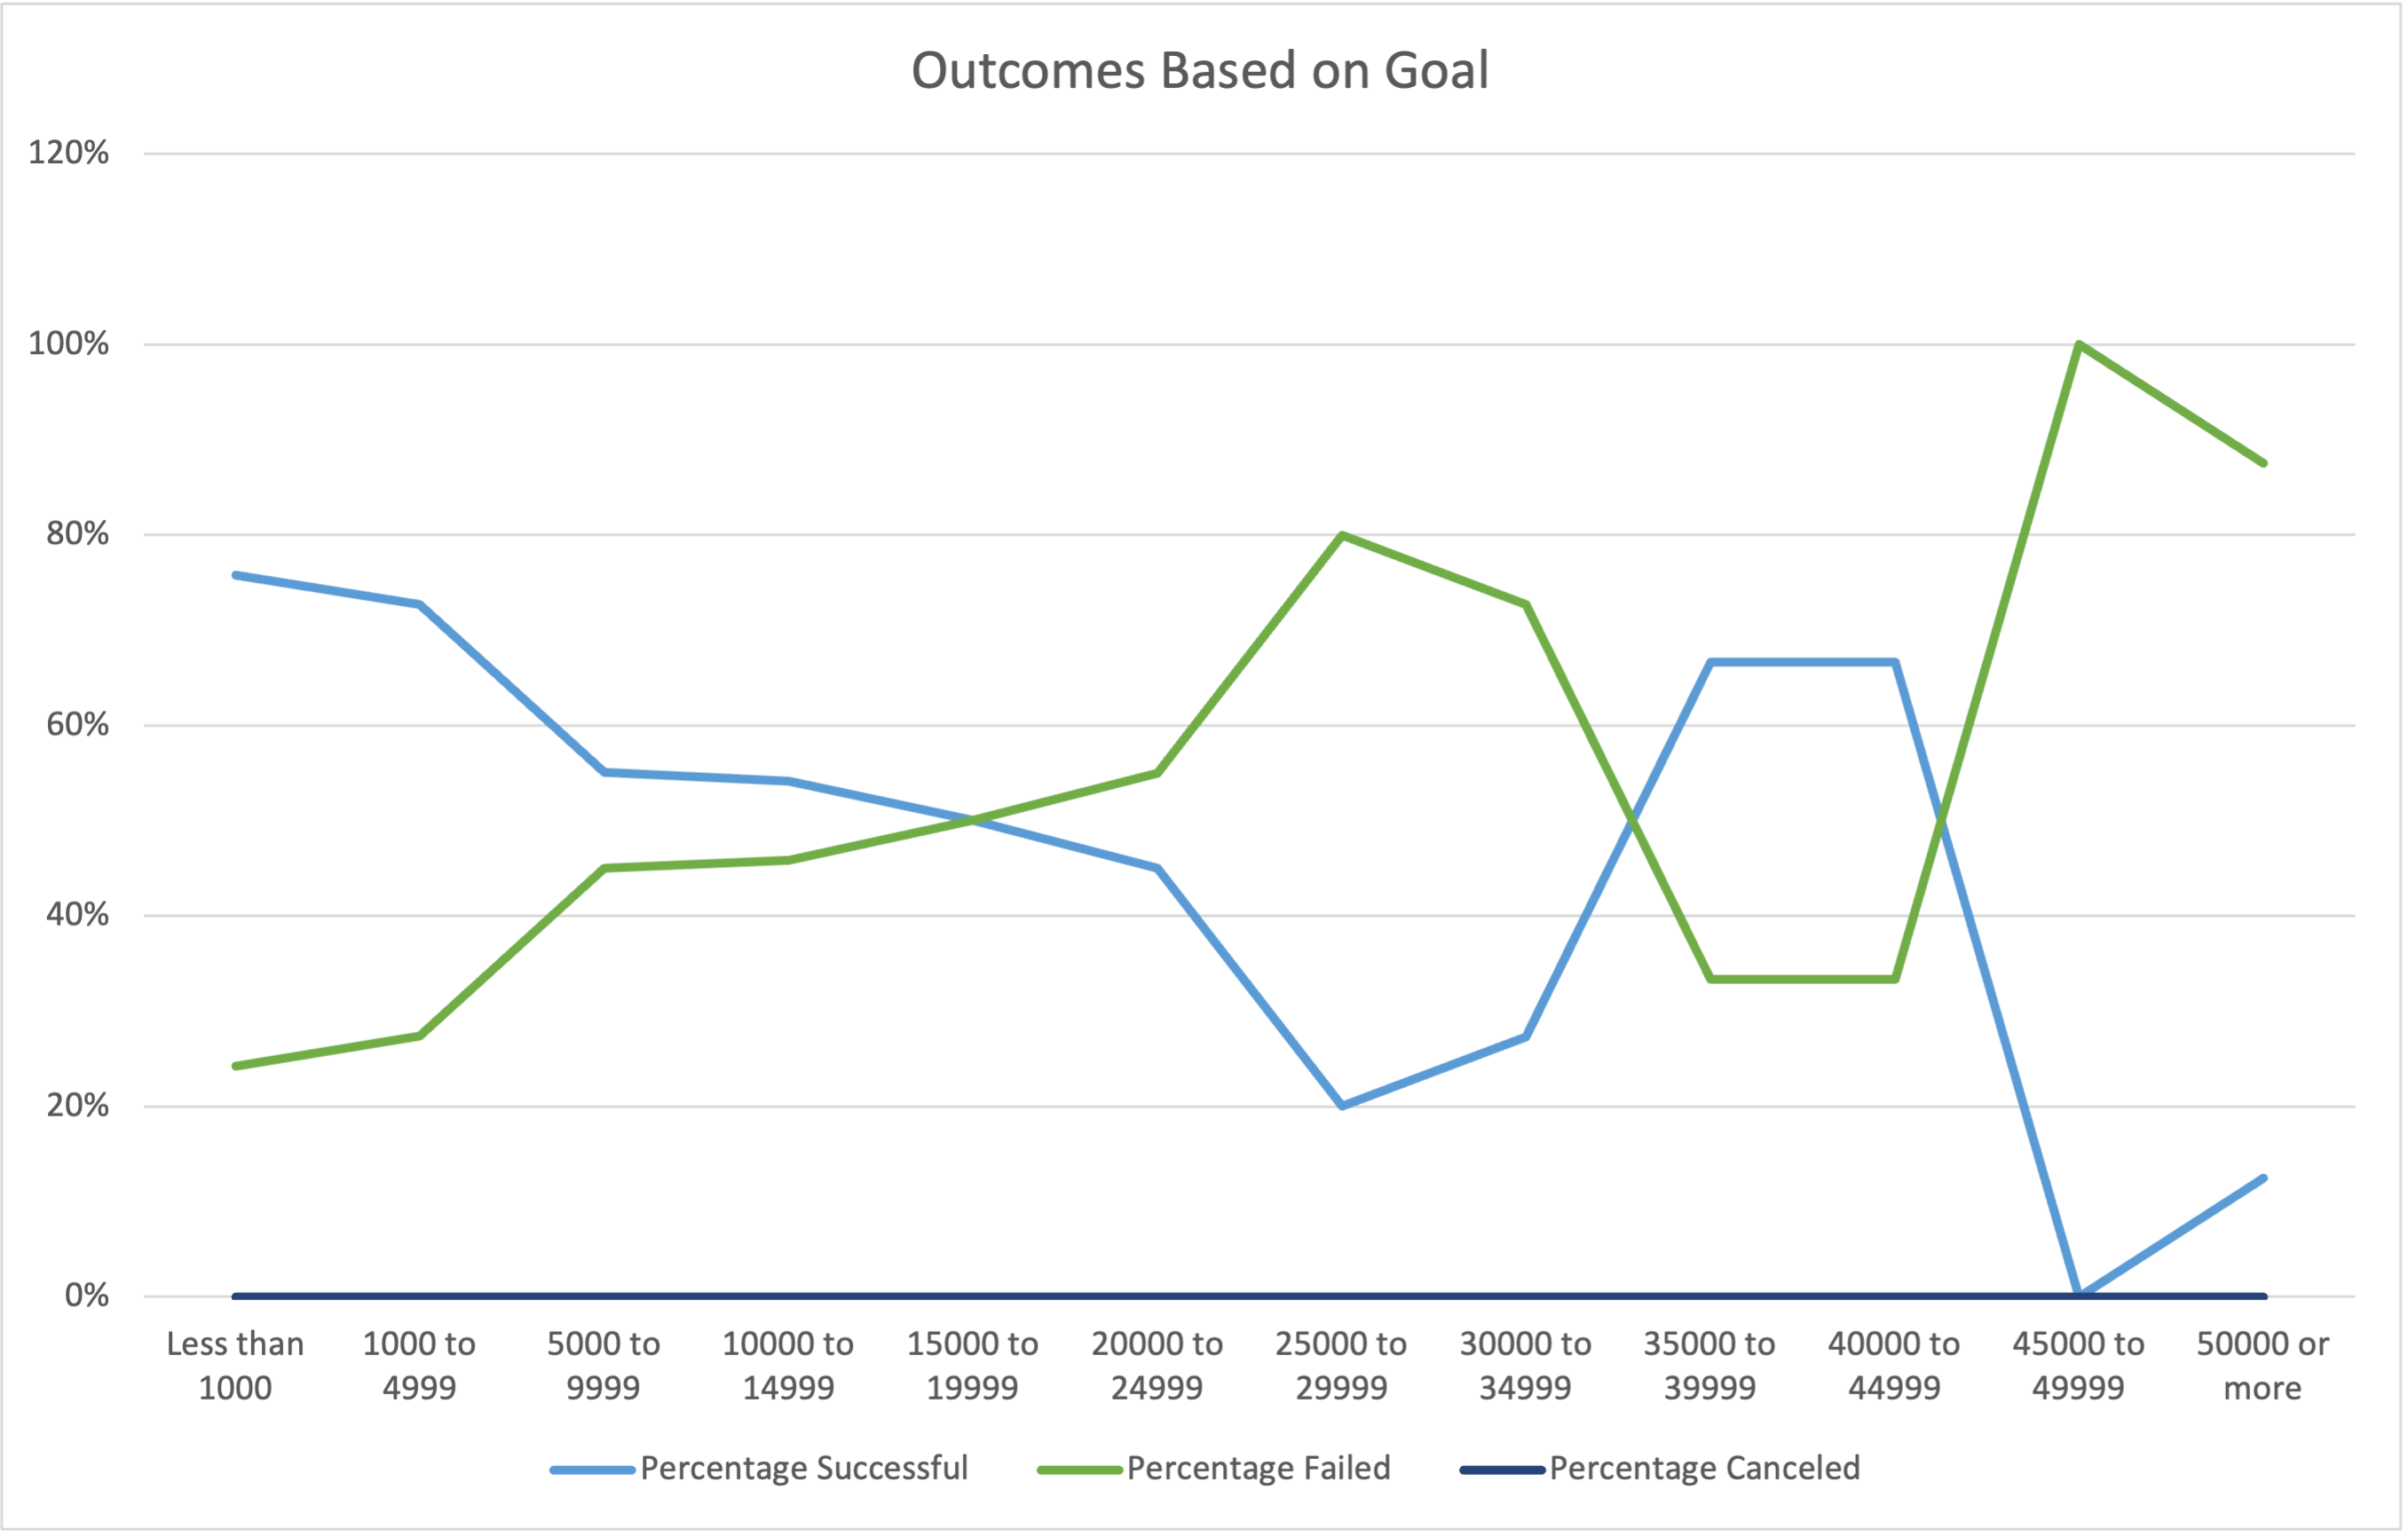 Outcomes Based on Goal
120%
100%
80%
60%
40%
20%
0%
Less than 1000
1000 to 4999
5000 to 9999
10000 to 14999
15000 to 19999
20000 to 24999
25000 to 29999
30000 to 34999
35000 to 39999
40000 to 44999
45000 to 49999
50000 or more
Percentage Successful
Percentage Failed
Percentage Canceled